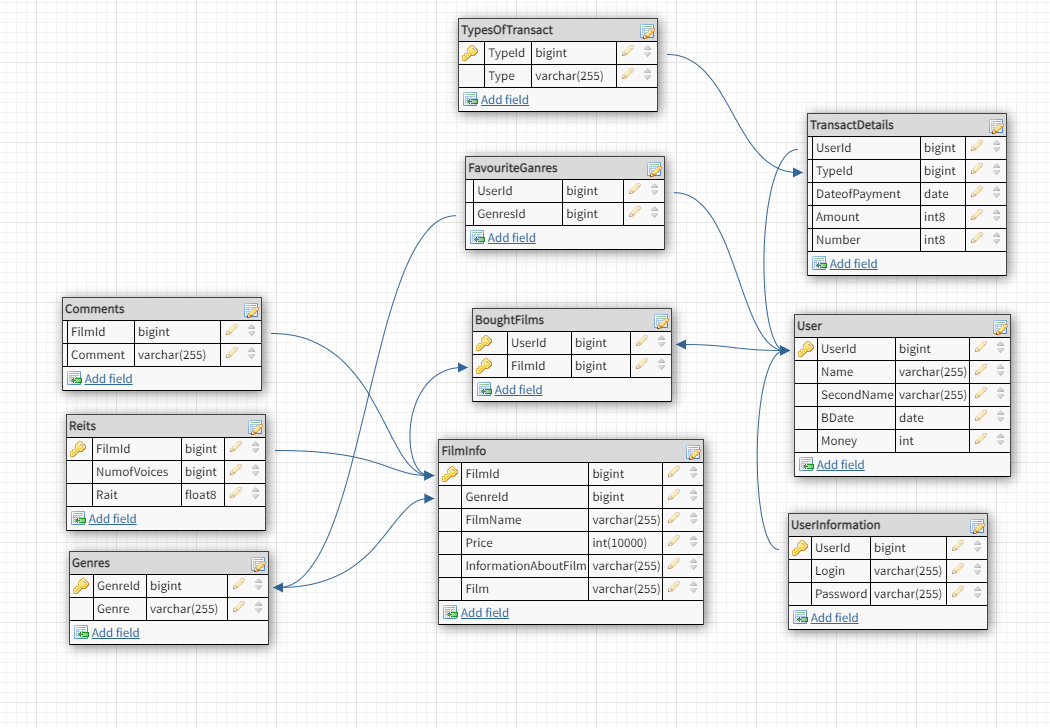 TypesOfTransact
TypeId bigint
Type varchar(255)
Add field
TransactDetails
UserId bigint
TypeId bigint
DateofPayment date
Amount int8
Number int8
Add field
FavouriteGanres
UserId bigint
GenresId bigint
Add field
Comments
FilmId bigint
Comment varchar(255)
Add field
BoughtFilms
UserId bigint
FilmId bigint
Add field
User
UserId bigint
Name varchar(255)
SecondName varchar(255)
BDate date
Money int
Add field
Reits
FilmId bigint
NumofVoices bigint
Rait float8
Add field
FilmInfo
FilmId bigint
GenreId bigint
FilmName varchar(255)
Price int(10000)
InformationAboutFilm varchar(255)
Film varchar(255)
Add field
UserInformation
UserId bigint
Login varchar(255)
Password varchar(255)
Add field
Genres
GenreId bigint
Genre varchar(255)
Add field